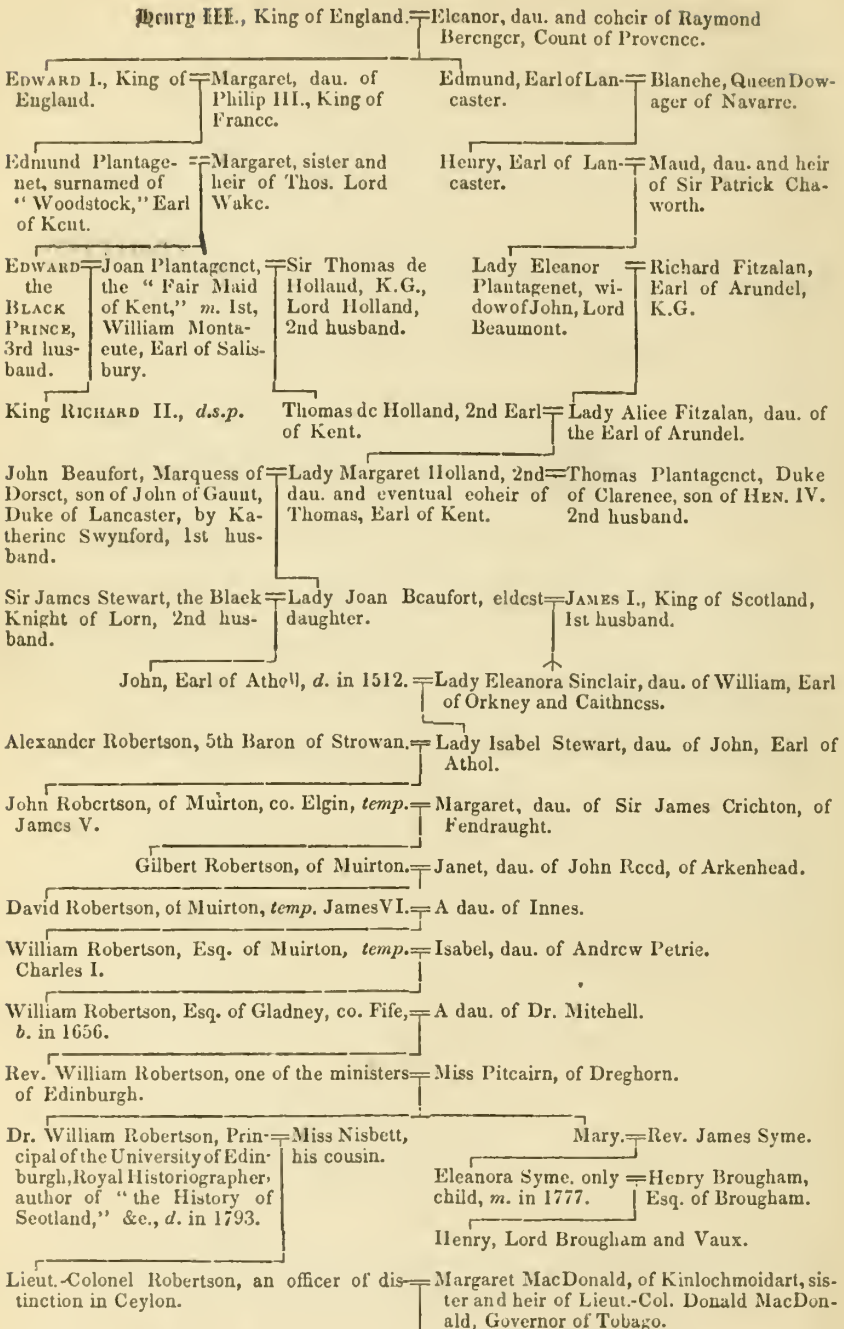 Henry III., King of England.=Eleanor, dau. and coheir of Raymond
Berenger, Count of Provence.
EDWARD I., King of=Margaret, dau. of
England. Philip III., King of
France.
Edmund, Earl of Lan-=Blanche, Queen Dow-
caster. ager of Navarre.
Edmund Plantage-=Margaret, sister and
net, surnamed of heir of Thos. Lord
"Woodstock," Earl Wake.
of Kent.
Henry, Earl of Lan-=Maud, dau. and heir
caster. of Sir Patrick Cha-
worth.
EDWARD=Joan Plantagenet,=Sir Thomas de
the the "Fair Maid Holland, K.G.,
BLACK of Kent," m. 1st, Lord Holland,
PRINCE, William Monta- 2nd husband.
3rd hus- cute, Earl of Salis-
band. bury.
Lady Eleanor=Richard Fitzalan,
Plantagenet, wi- Earl of Arundel,
dow of John, Lord K.G.
Beaumont.
King RICHARD II., d.s.p.
Thomas de Holland, 2nd Earl=Lady Alice Fitzalan, dau. of
of Kent. the Earl of Arundel.
John Beaufort, Marquess of=Lady Margaret Holland, 2nd=Thomas Plantagenet, Duke
Dorset, son of John of Gaunt, dau. and eventual coheir of of Clarence, son of HEN. IV.
Duke of Lancaster, by Ka- Thomas, Earl of Kent. 2nd husband.
therine Swynford, 1st hus-
band.
Sir James Stewart, the Black=Lady Joan Beaufort, eldest=JAMES I., King of Scotland,
Knight of Lorn, 2nd hus- daughter. 1st husband.
band.
John, Earl of Atholl, d. in 1512.=Lady Eleanora Sinclair, dau. of William, Earl
of Orkney and Caithness.
Alexander Robertson, 5th Baron of Strowan.=Lady Isabel Stewart, dau. of John, Earl of
Athol.
John Robertson, of Muirton, co. Elgin, temp.=Margaret, dau. of Sir James Crichton, of
James V. Fendraught.
Gilbert Robertson, of Muirton.=Janet, dau. of John Reed, of Arkenhead.
David Robertson, of Muirton, temp. James VI.=A dau. of Innes.
William Robertson, Esq. of Muirton, temp.=Isabel, dau. of Andrew Petrie.
Charles I.
William Robertson, Esq. of Gladney, co. Fife,=A dau. of Dr. Mitchell.
b. in 1656.
Rev. William Robertson, one of the ministers=Miss Pitcairn, of Dreghorn.
of Edinburgh.
Dr. William Robertson, Prin-=Miss Nisbett,
cipal of the University of Edin- his cousin.
burgh, Royal Historiographer,
author of "the History of
Scotland," &c., d. in 1793.
Mary.=Rev. James Syme.
Eleanora Syme, only=Henry Brougham,
child, m. in 1777. Esq. of Brougham.
Henry, Lord Brougham and Vaux.
Lieut.-Colonel Robertson, an officer of dis-=Margaret MacDonald, of Kinlochmoidart, sis-
tinction in Ceylon. ter and heir of Lieut.-Col. Donald MacDon-
ald, Governor of Tobago.